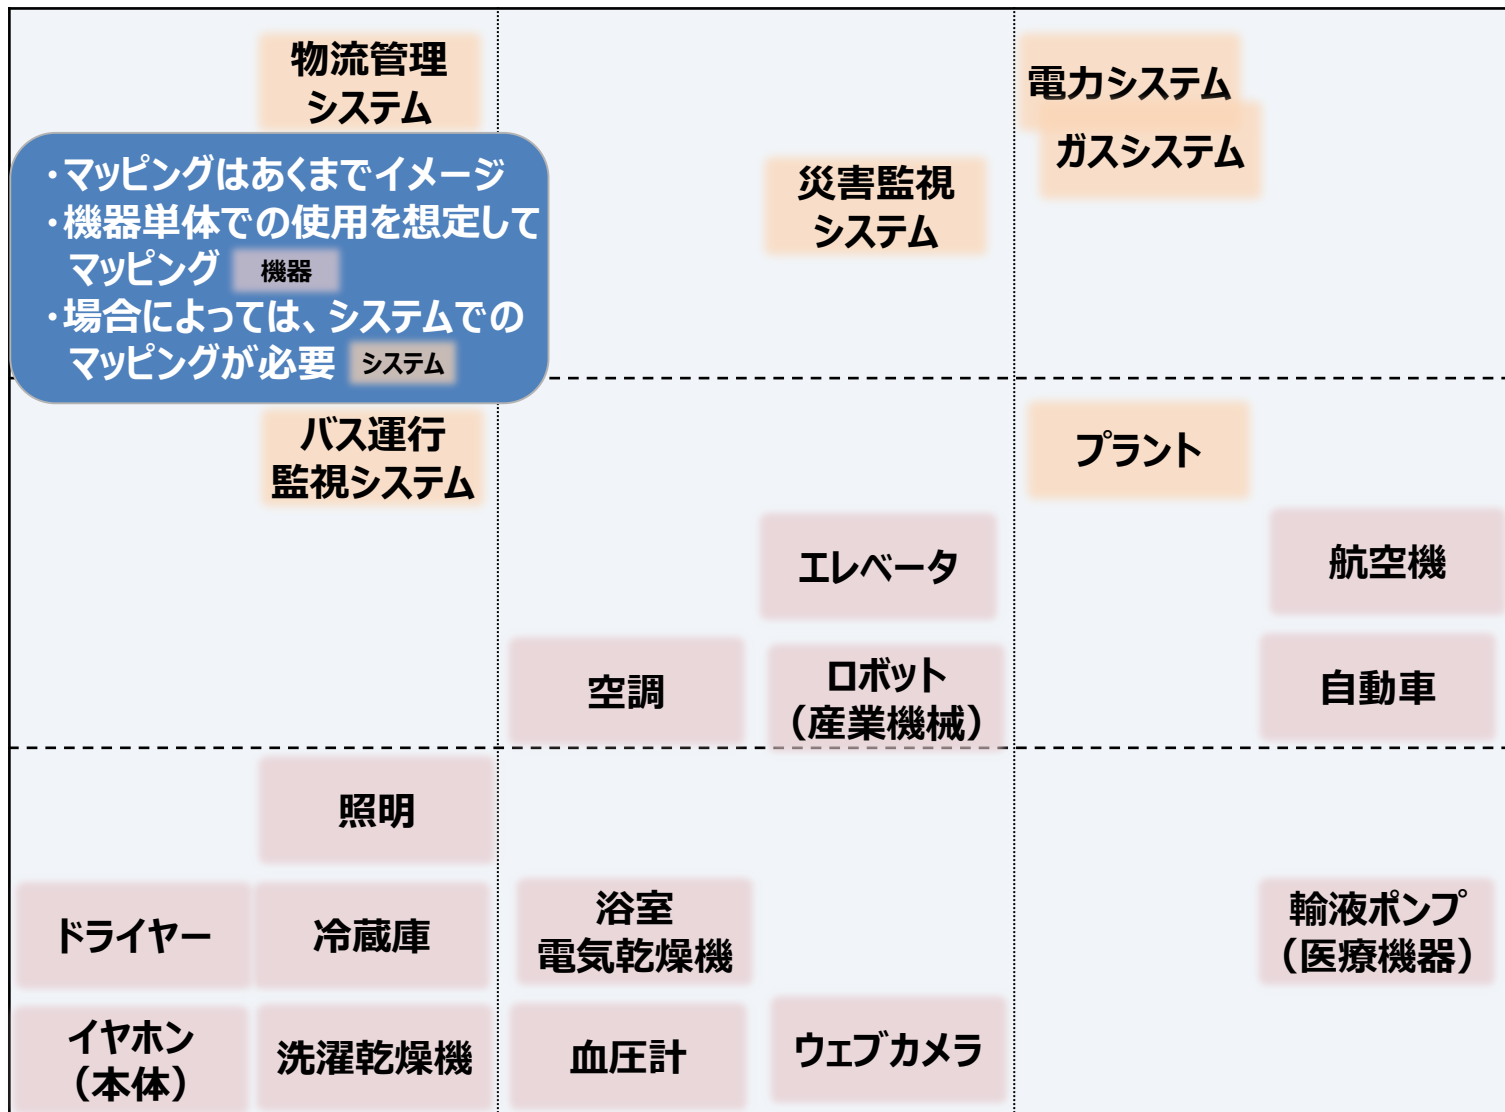 物流管理
システム
電力システム
ガスシステム
災害監視
システム
・マッピングはあくまでイメージ
・機器単体での使用を想定して
マッピング 機器
・場合によっては、システムでの
マッピングが必要 システム
バス運行
監視システム
プラント
エレベータ
航空機
空調
ロボット
（産業機械）
自動車
照明
ドライヤー
冷蔵庫
浴室
電気乾燥機
輸液ポンプ
（医療機器）
イヤホン
（本体）
洗濯乾燥機
血圧計
ウェブカメラ